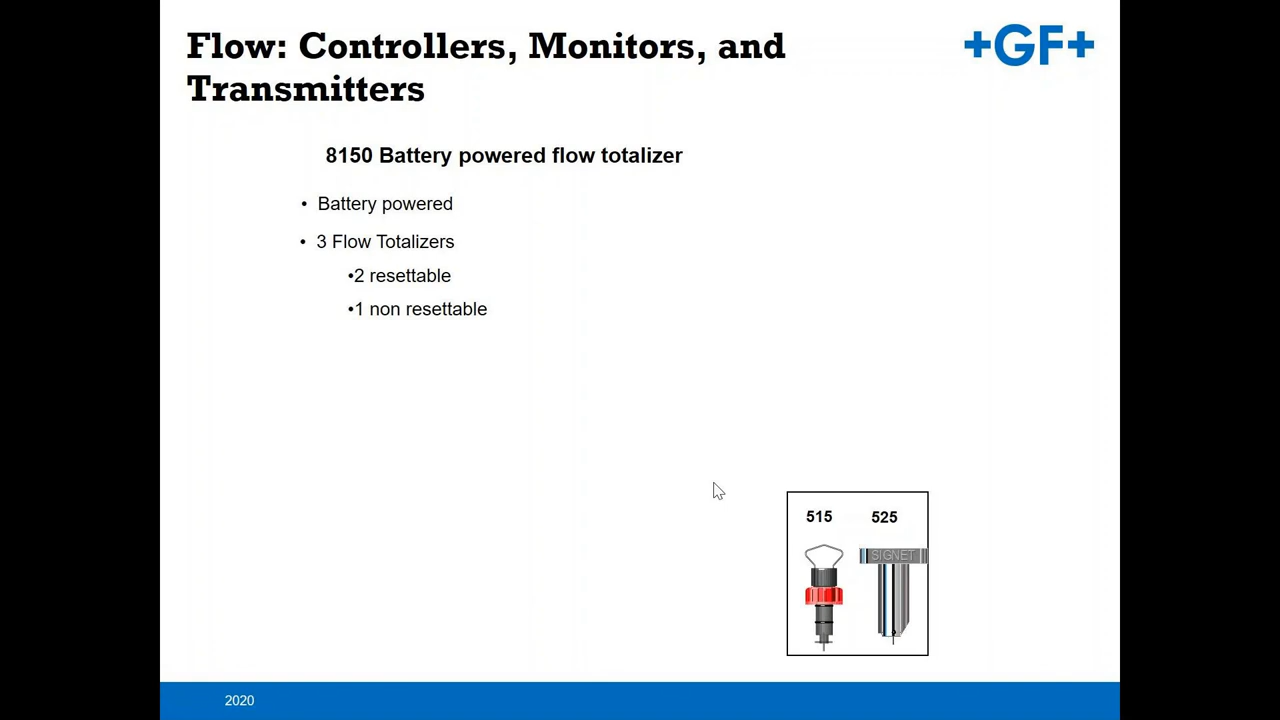 Flow: Controllers, Monitors, and
Transmitters
+GF+
8150 Battery powered flow totalizer
• Battery powered
• 3 Flow Totalizers
•2 resettable
•1 non resettable
515 525
SIGNET
2020